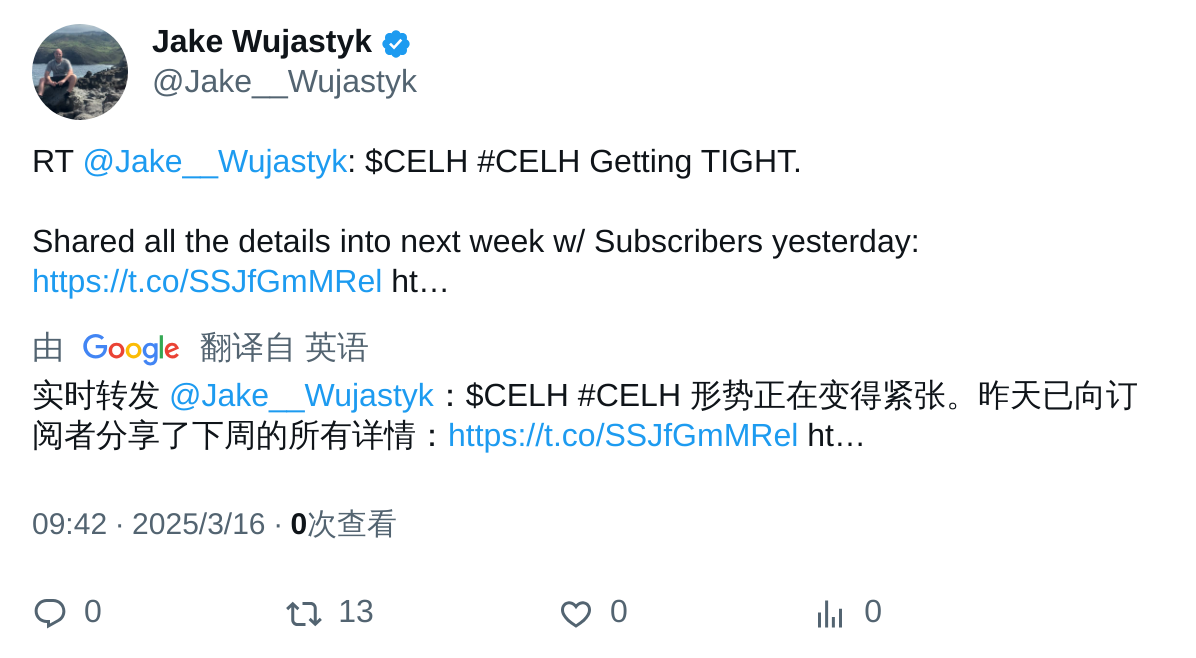 Jake Wujastyk
@Jake__Wujastyk
RT @Jake__Wujastyk: $CELH #CELH Getting TIGHT.
Shared all the details into next week w/ Subscribers yesterday:
https://t.co/SSJfGmMRel ht…
由 Google 翻译自 英语
实时转发 @Jake__Wujastyk：$CELH #CELH 形势正在变得紧张。昨天已向订
阅者分享了下周的所有详情：https://t.co/SSJfGmMRel ht…
09:42 · 2025/3/16 · 0次查看
0 13 0 0